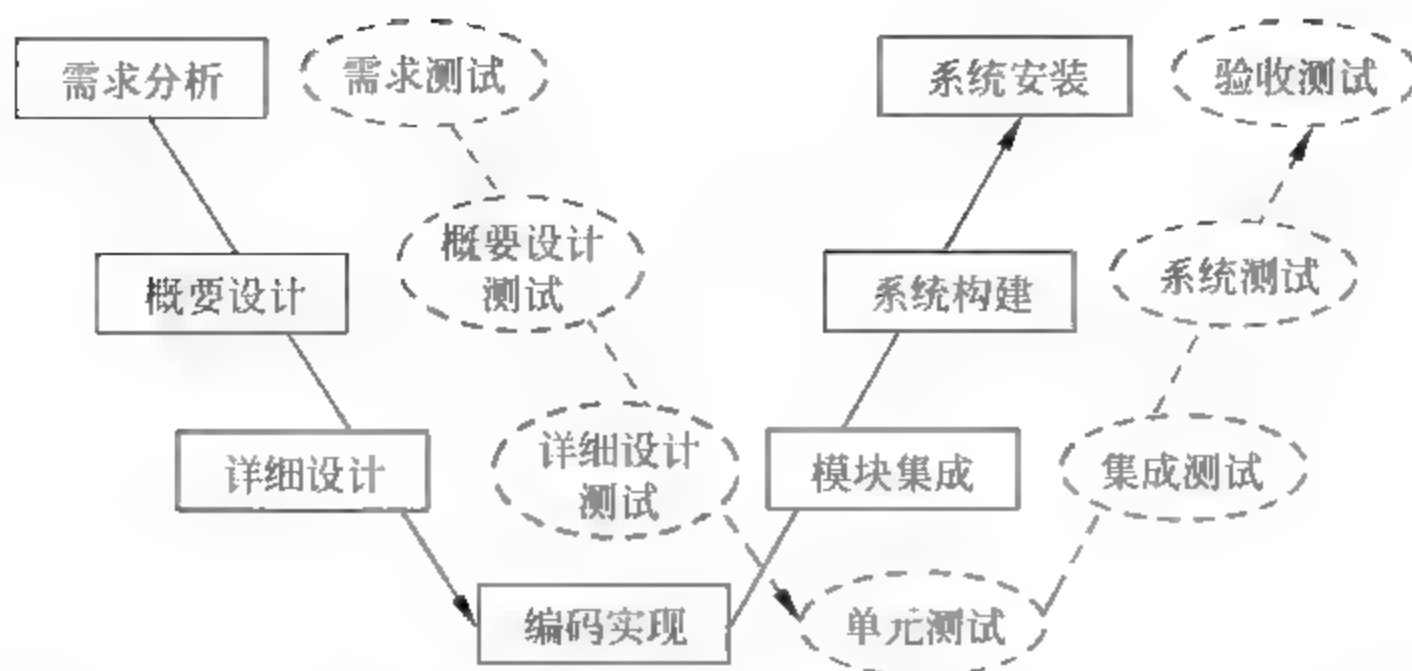 需求分析
需求测试
系统安装
验收测试
概要设计
测试
概要设计
系统构建
系统测试
详细设计
测试
详细设计
模块集成
集成测试
编码实现
单元测试